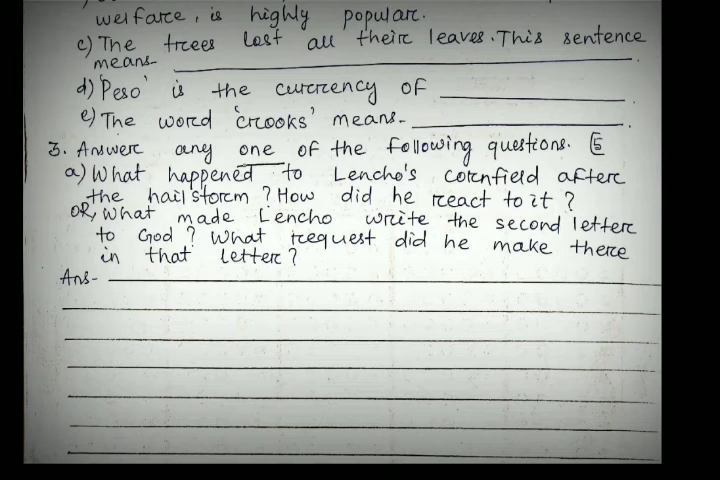 welfare, is highly popular.
c) The trees lost all their leaves. This sentence
means- ____________.
d) 'Peso' is the currency of ____________.
e) The word 'crooks' means- ____________.
3. Answer any one of the following questions. 5
a) What happened to Lencho's cornfield after
the hailstorm? How did he react to it?
OR, What made Lencho write the second letter
to God? What request did he make there
in that letter?
Ans-